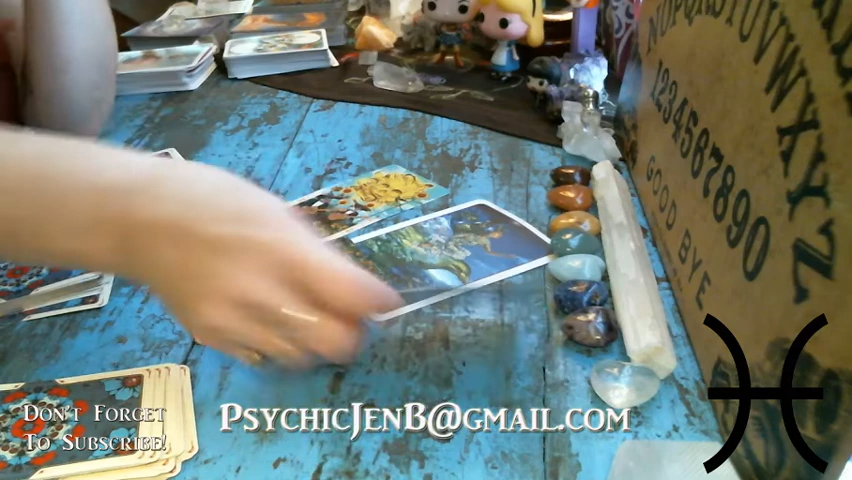 NOPQRSTUVWXYZ
1234567890
GOOD BYE
Don't Forget
To Subscribe!
PsychicJenB@gmail.com